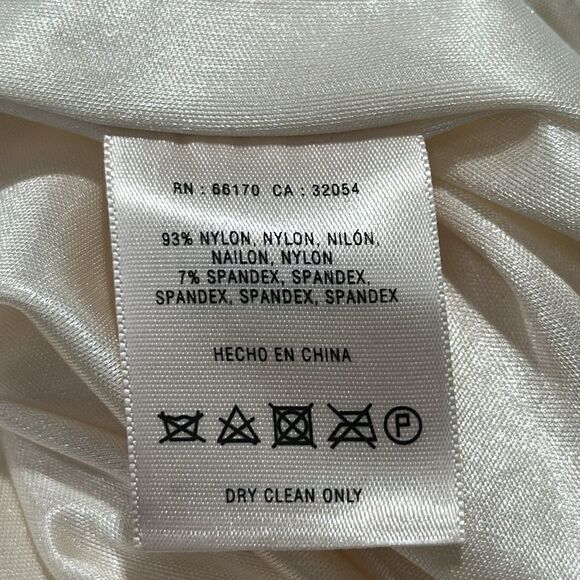 RN : 66170 CA : 32054
93% NYLON, NYLON, NILÓN,
NAILON, NYLON
7% SPANDEX, SPANDEX,
SPANDEX, SPANDEX, SPANDEX
HECHO EN CHINA
P
DRY CLEAN ONLY